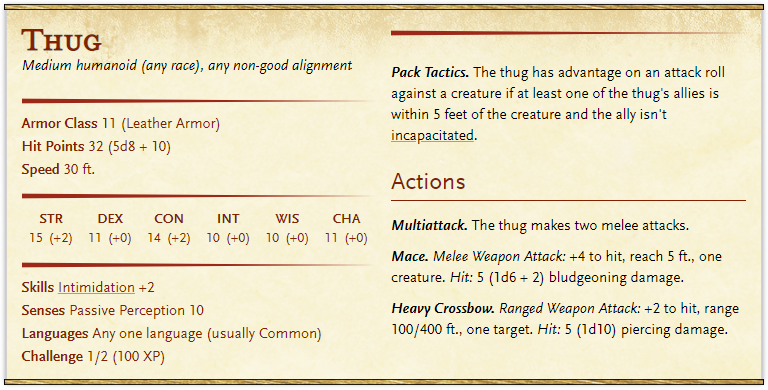 Thug
Medium humanoid (any race), any non-good alignment
Armor Class 11 (Leather Armor)
Hit Points 32 (5d8 + 10)
Speed 30 ft.
STR DEX CON INT WIS CHA
15 (+2) 11 (+0) 14 (+2) 10 (+0) 10 (+0) 11 (+0)
Skills Intimidation +2
Senses Passive Perception 10
Languages Any one language (usually Common)
Challenge 1/2 (100 XP)
Pack Tactics. The thug has advantage on an attack roll
against a creature if at least one of the thug's allies is
within 5 feet of the creature and the ally isn't
incapacitated.
Actions
Multiattack. The thug makes two melee attacks.
Mace. Melee Weapon Attack: +4 to hit, reach 5 ft., one
creature. Hit: 5 (1d6 + 2) bludgeoning damage.
Heavy Crossbow. Ranged Weapon Attack: +2 to hit, range
100/400 ft., one target. Hit: 5 (1d10) piercing damage.